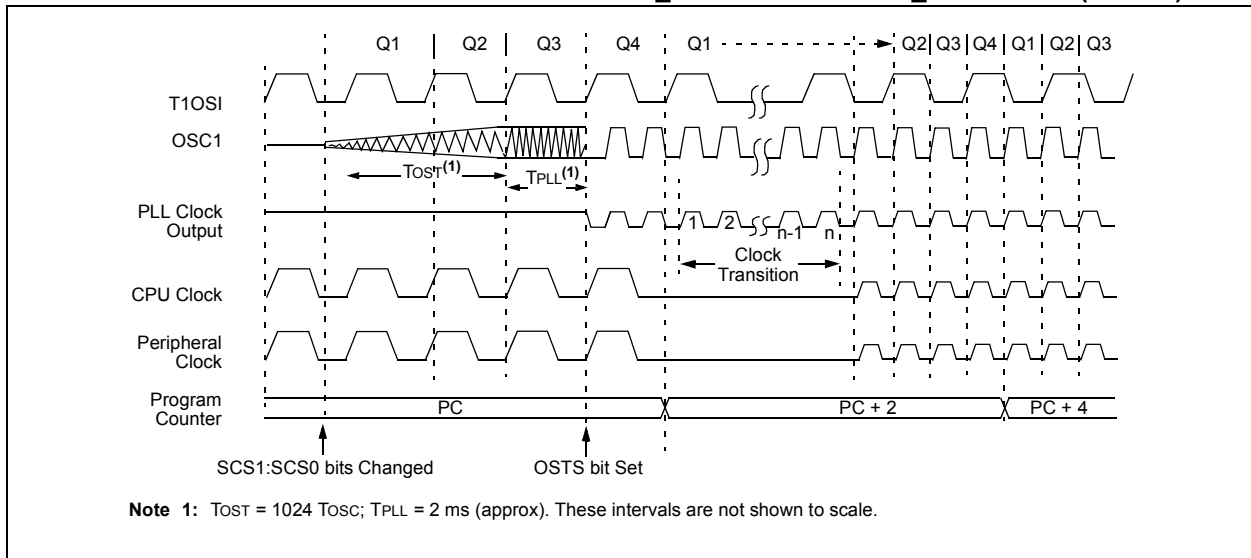 Q1 Q2 Q3 Q4 Q1 Q2 Q3 Q4 Q1 Q2 Q3
T1OSI
OSC1
TOST(1)
TPLL(1)
PLL Clock
Output
1 2 n-1 n
Clock
Transition
CPU Clock
Peripheral
Clock
Program
Counter
PC PC + 2 PC + 4
SCS1:SCS0 bits Changed OSTS bit Set
Note 1: TOST = 1024 TOSC; TPLL = 2 ms (approx). These intervals are not shown to scale.